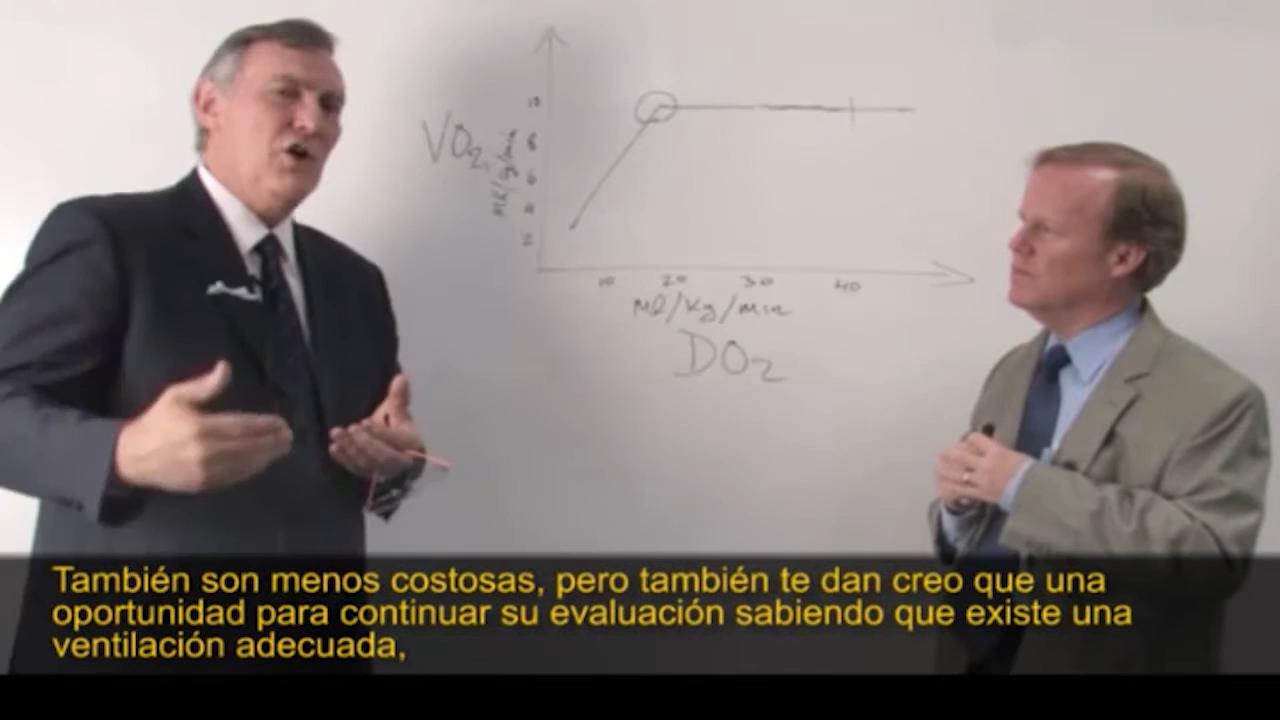 VO2
Ml/Kg/min
10
8
6
4
2
10 20 30 40
Ml/Kg/min
DO2
También son menos costosas, pero también te dan creo que una
oportunidad para continuar su evaluación sabiendo que existe una
ventilación adecuada,